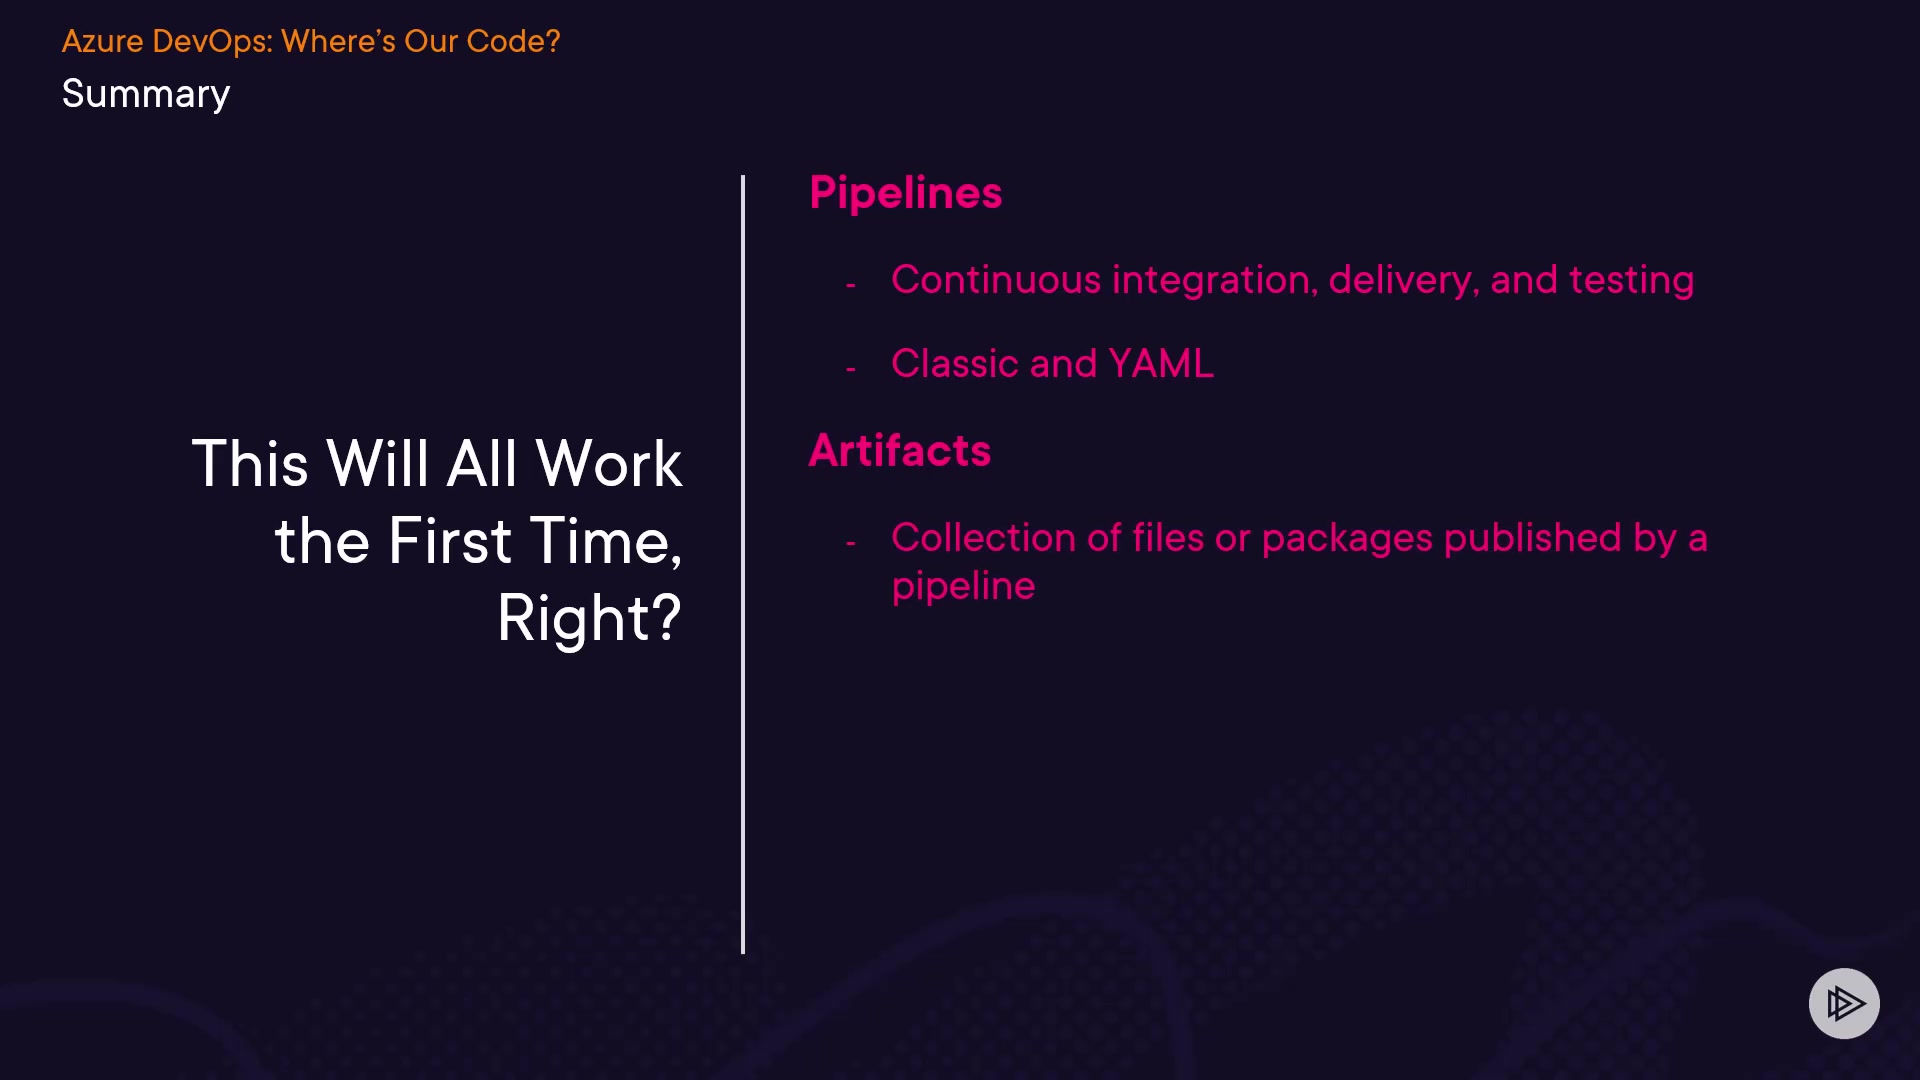 Azure DevOps: Where’s Our Code?
Summary
This Will All Work
the First Time,
Right?
Pipelines
- Continuous integration, delivery, and testing
- Classic and YAML
Artifacts
- Collection of files or packages published by a
pipeline